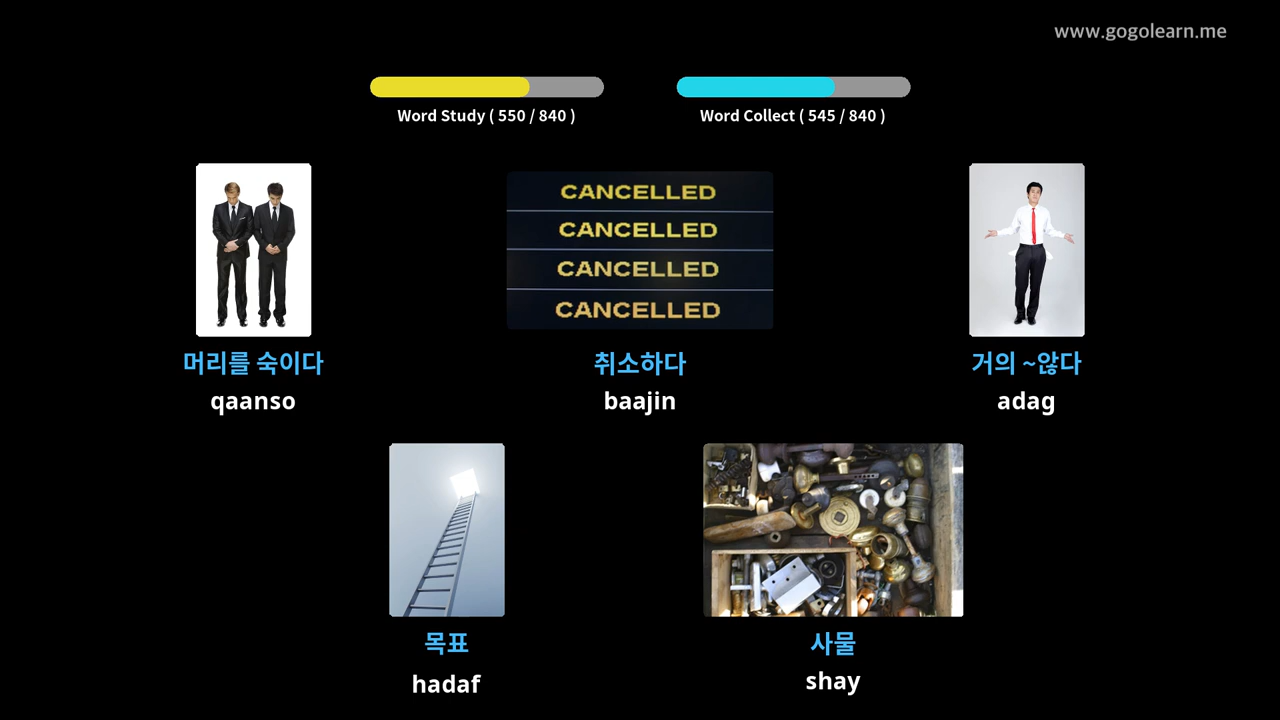 www.gogolearn.me
Word Study ( 550 / 840 )
Word Collect ( 545 / 840 )
CANCELLED
CANCELLED
CANCELLED
CANCELLED
머리를 숙이다
qaanso
취소하다
baajin
거의 ~않다
adag
목표
hadaf
사물
shay